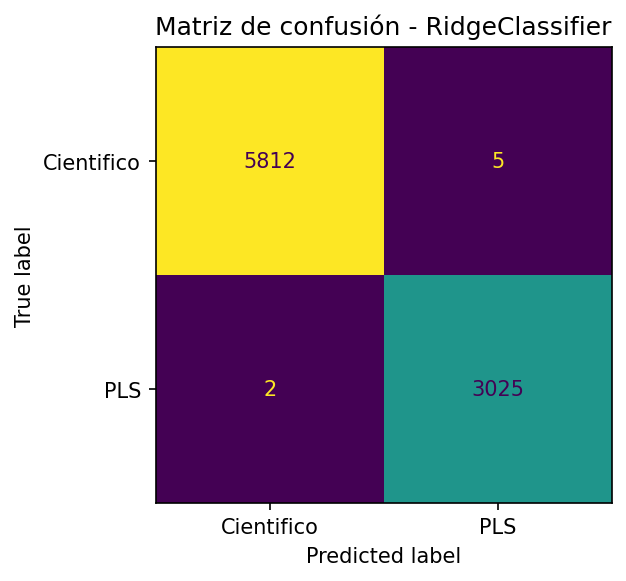 Matriz de confusión - RidgeClassifier
Cientifico
5812
5
True label
PLS
2
3025
Cientifico
PLS
Predicted label